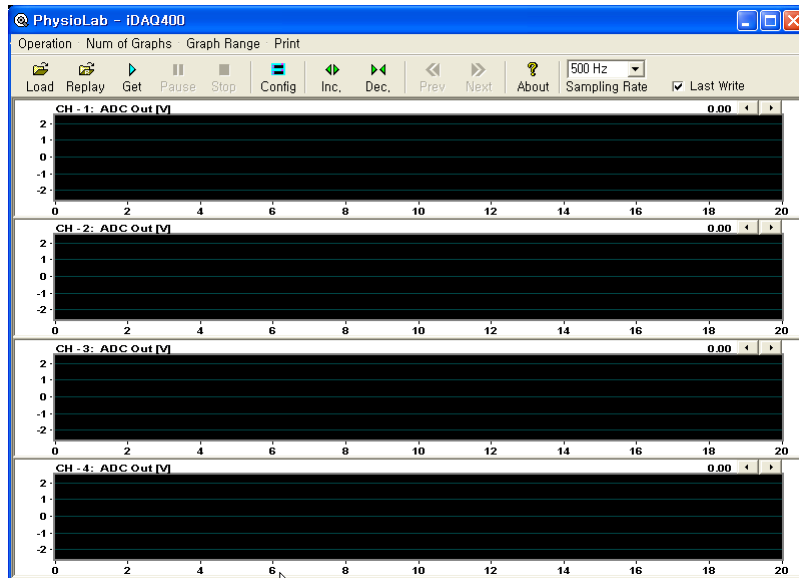 PhysioLab - iDAQ400
Operation Num of Graphs Graph Range Print
Load Replay Get Pause Stop Config Inc. Dec. Prev Next About 500 Hz Sampling Rate Last Write
CH - 1: ADC Out [V] 0.00
2
1
0
-1
-2
0 2 4 6 8 10 12 14 16 18 20
CH - 2: ADC Out [V] 0.00
2
1
0
-1
-2
0 2 4 6 8 10 12 14 16 18 20
CH - 3: ADC Out [V] 0.00
2
1
0
-1
-2
0 2 4 6 8 10 12 14 16 18 20
CH - 4: ADC Out [V] 0.00
2
1
0
-1
-2
0 2 4 6 8 10 12 14 16 18 20